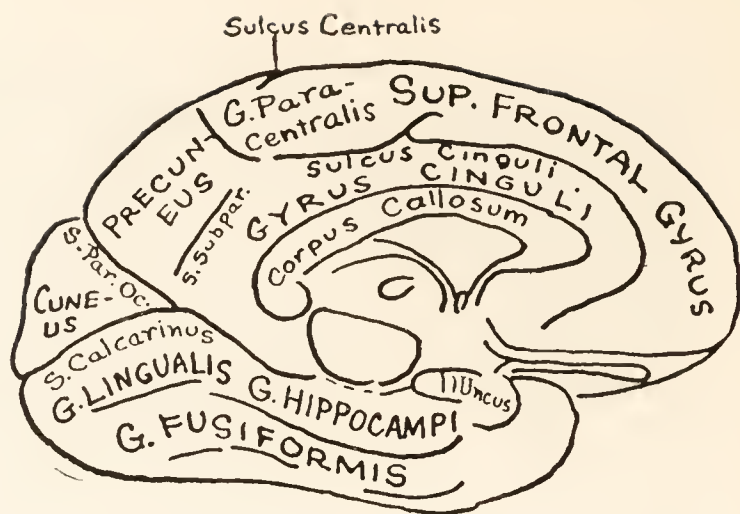 Sulcus Centralis
G. Para-
Centralis
SUP. FRONTAL GYRUS
PRECUN-
EUS
Sulcus Cinguli.
GYRUS CINGULI
Corpus Callosum
S. Subpar.
S. Par. Oc.
CUNE-
US
S. Calcarinus
G. LINGUALIS
G. HIPPOCAMPI
Uncus
G. FUSIFORMIS